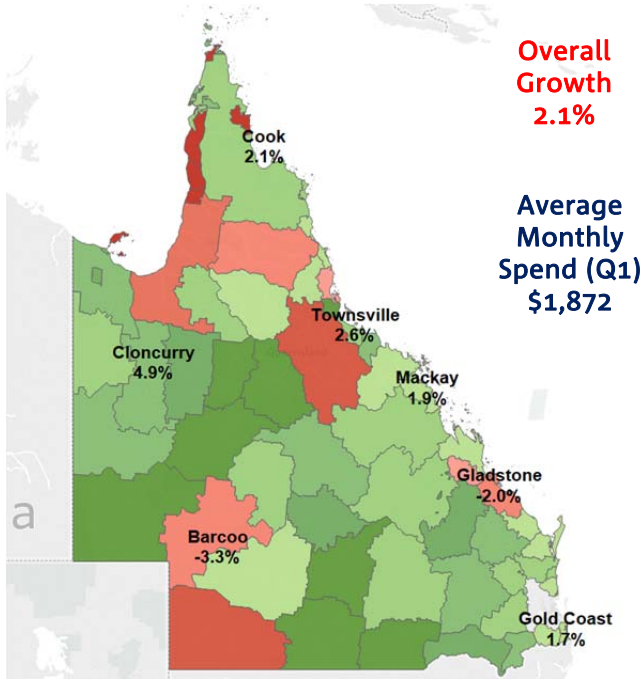 Overall
Growth
2.1%
Average
Monthly
Spend (Q1)
$1,872
Cook
2.1%
Townsville
2.6%
Cloncurry
4.9%
Mackay
1.9%
Gladstone
-2.0%
a
Barcoo
-3.3%
Gold Coast
1.7%